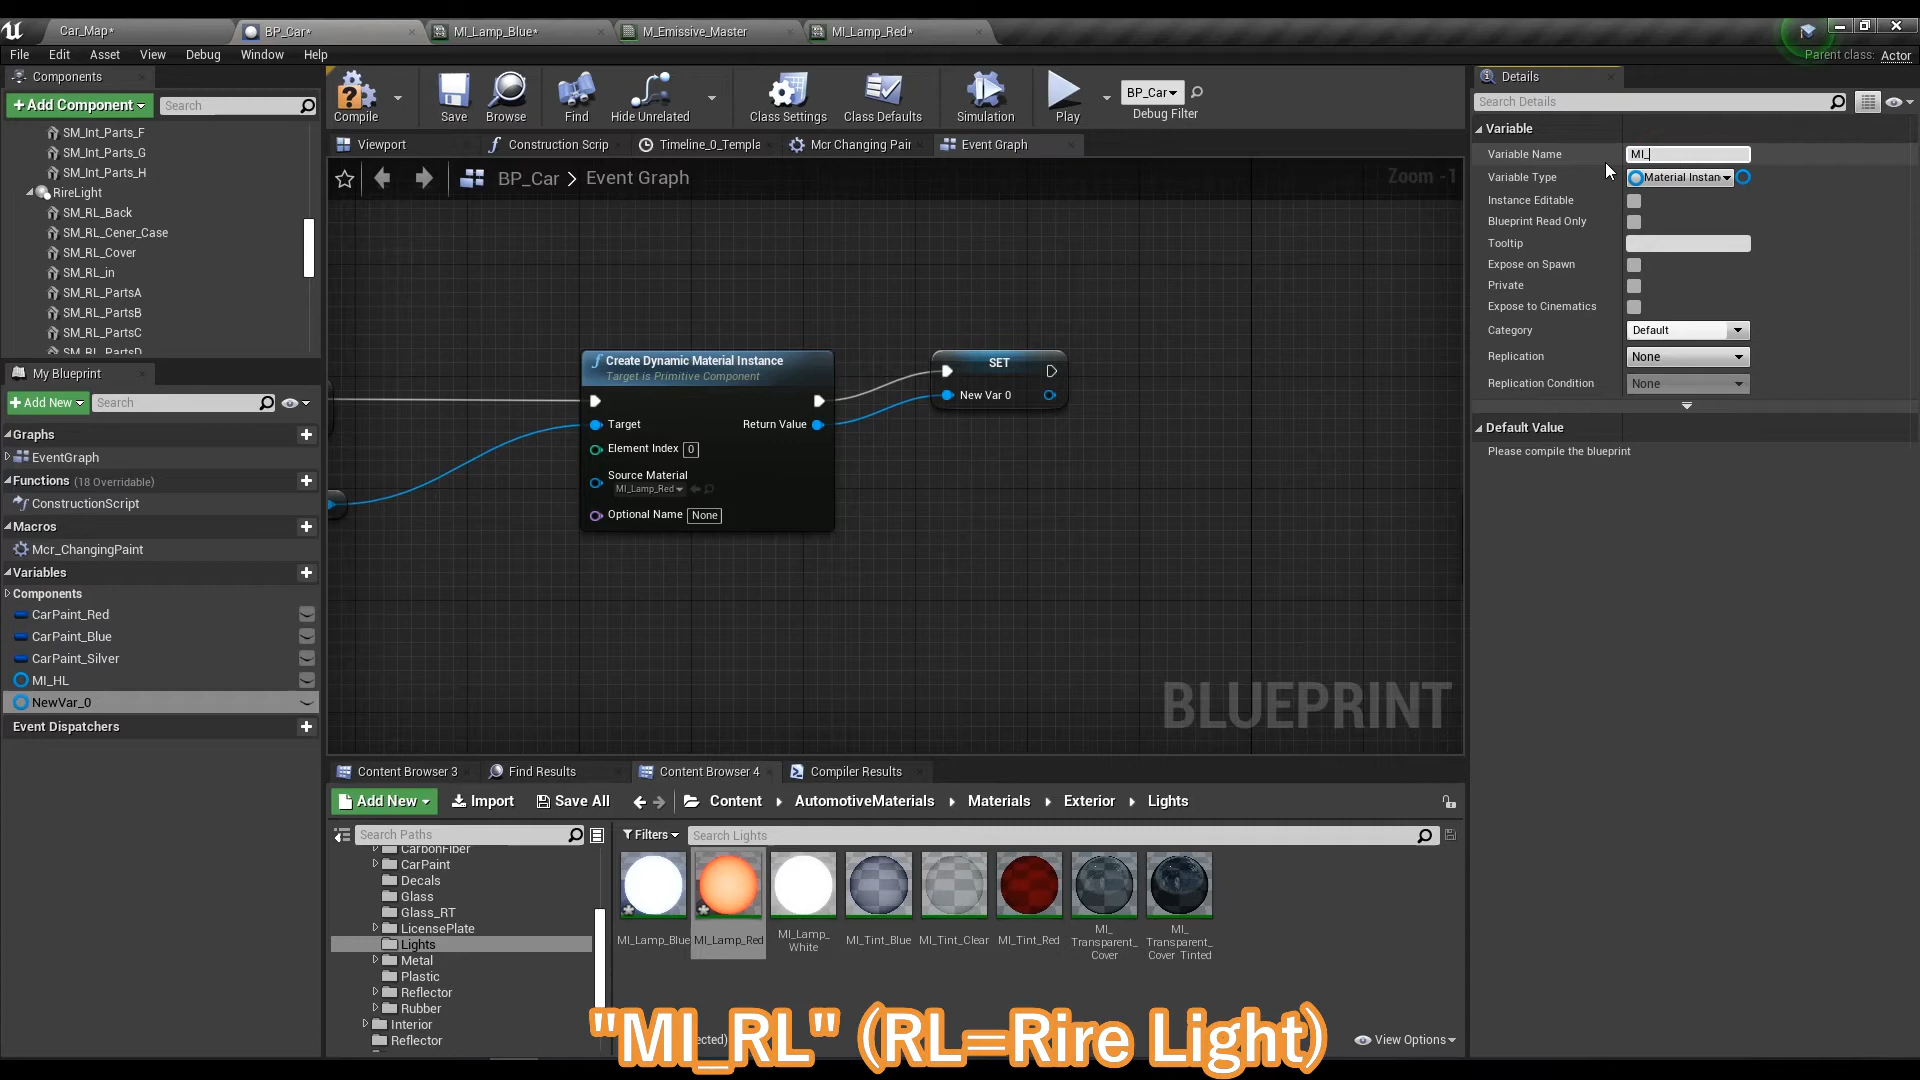 Car_Map*
BP_Car*
MI_Lamp_Blue*
M_Emissive_Master
MI_Lamp_Red*
File Edit Asset View Debug Window Help
Parent class: Actor
Components
+Add Component
Search
SM_Int_Parts_F
SM_Int_Parts_G
SM_Int_Parts_H
RireLight
SM_RL_Back
SM_RL_Cener_Case
SM_RL_Cover
SM_RL_in
SM_RL_PartsA
SM_RL_PartsB
SM_RL_PartsC
SM_RL_PartsD
My Blueprint
+Add New
Search
Graphs
EventGraph
Functions (18 Overridable)
ConstructionScript
Macros
Mcr_ChangingPaint
Variables
Components
CarPaint_Red
CarPaint_Blue
CarPaint_Silver
MI_HL
NewVar_0
Event Dispatchers
Compile
Save
Browse
Find
Hide Unrelated
Class Settings
Class Defaults
Simulation
Play
BP_Car
Debug Filter
Viewport
Construction Scrip
Timeline_0_Templa
Mcr Changing Pai
Event Graph
BP_Car > Event Graph
Zoom -1
Create Dynamic Material Instance
Target is Primitive Component
Target
Return Value
Element Index 0
Source Material
MI_Lamp_Red
Optional Name None
SET
New Var 0
BLUEPRINT
Content Browser 3
Find Results
Content Browser 4
Compiler Results
Add New
Import
Save All
Content
AutomotiveMaterials
Materials
Exterior
Lights
Search Paths
CarbonFiber
CarPaint
Decals
Glass
Glass_RT
LicensePlate
Lights
Metal
Plastic
Reflector
Rubber
Interior
Reflector
Filters
Search Lights
MI_Lamp_Blue
MI_Lamp_Red
MI_Lamp_
White
MI_Tint_Blue
MI_Tint_Clear
MI_Tint_Red
MI_
Transparent_
Cover
MI_
Transparent_
Cover_Tinted
View Options
Details
Search Details
Variable
Variable Name MI_
Variable Type Material Instan
Instance Editable
Blueprint Read Only
Tooltip
Expose on Spawn
Private
Expose to Cinematics
Category Default
Replication None
Replication Condition None
Default Value
Please compile the blueprint
"MI_RL" (RL=Rire Light)